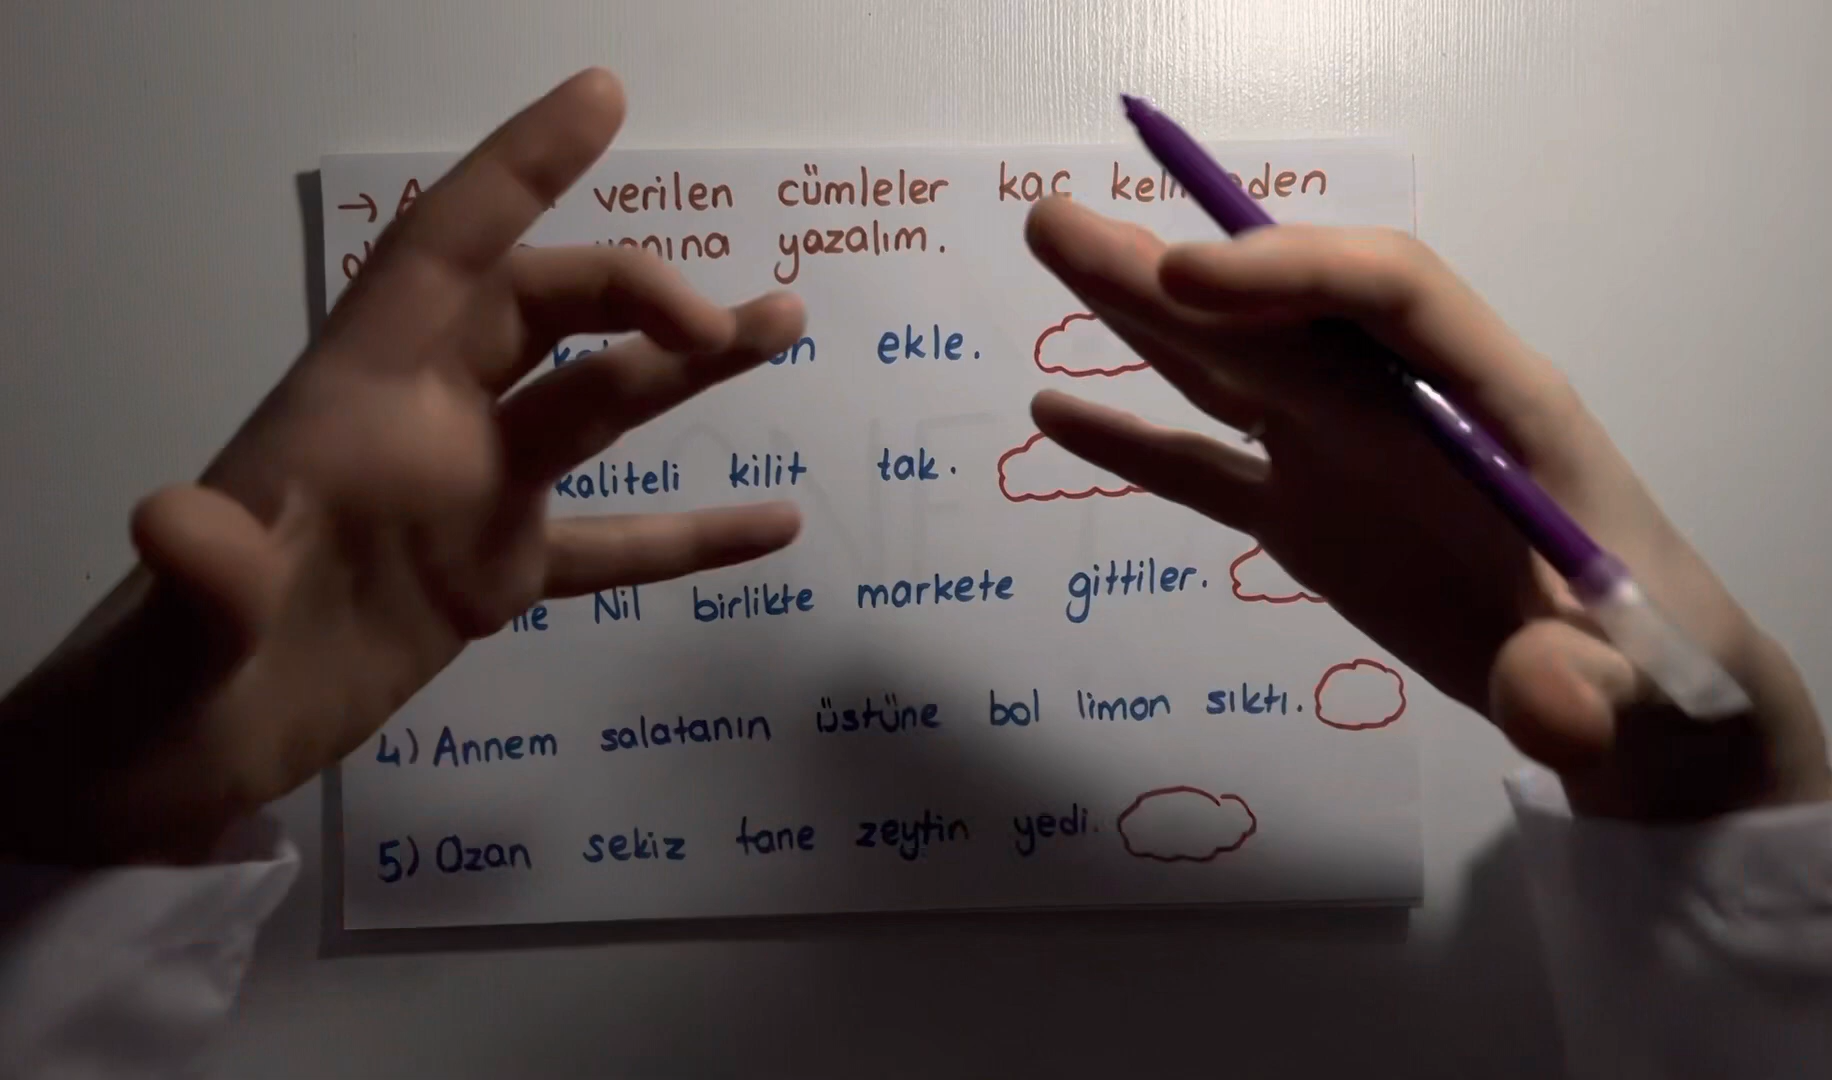 → verilen cümleler kaç
yazalım.
ekle.
kaliteli kilit tak.
Nil birlikte markete gittiler.
4) Annem salatanın üstüne bol limon sıktı.
5) Ozan sekiz tane zeytin yedi.